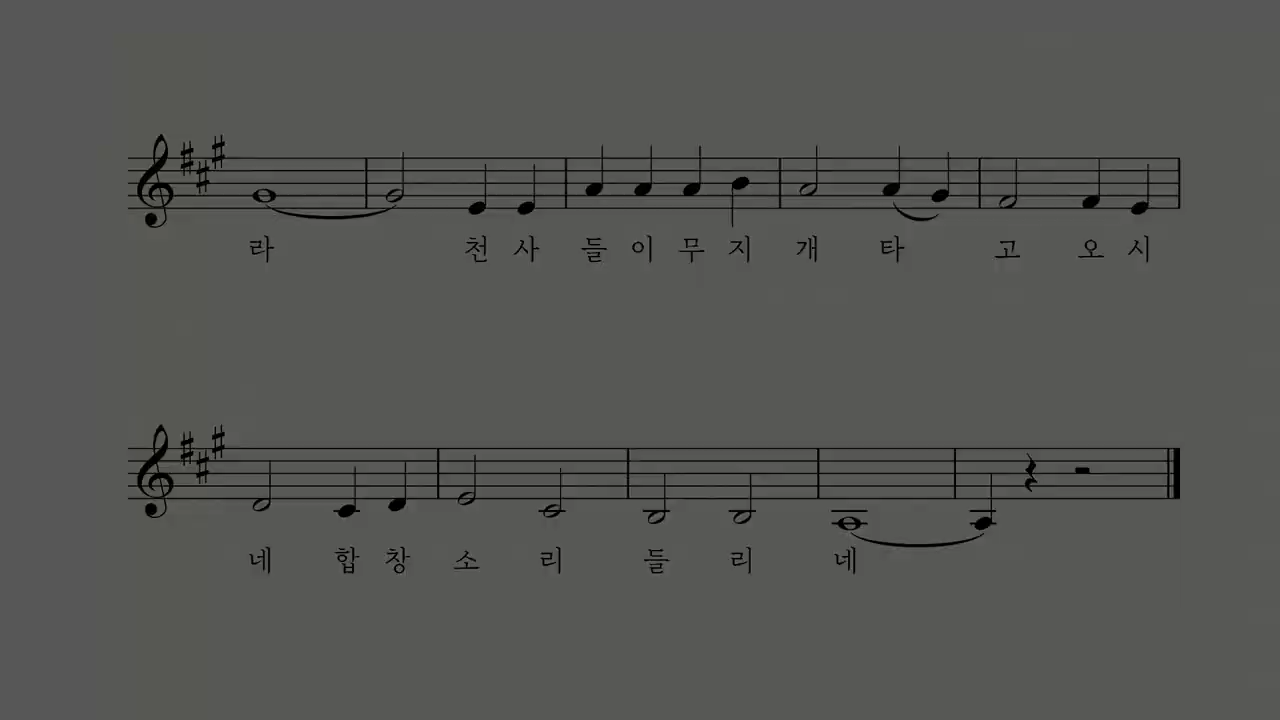 라 천 사 들 이 무 지 개 타 고 오 시
네 합 창 소 리 들 리 네